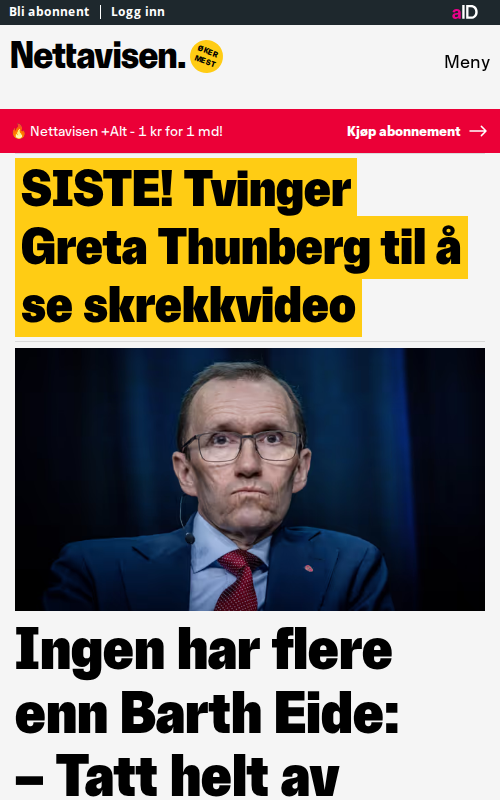 Bli abonnent | Logg inn
aID
Nettavisen.
ØKER
MEST
Meny
🔥 Nettavisen +Alt - 1 kr for 1 md!
Kjøp abonnement →
SISTE! Tvinger
Greta Thunberg til å
se skrekkvideo
Ingen har flere
enn Barth Eide:
– Tatt helt av